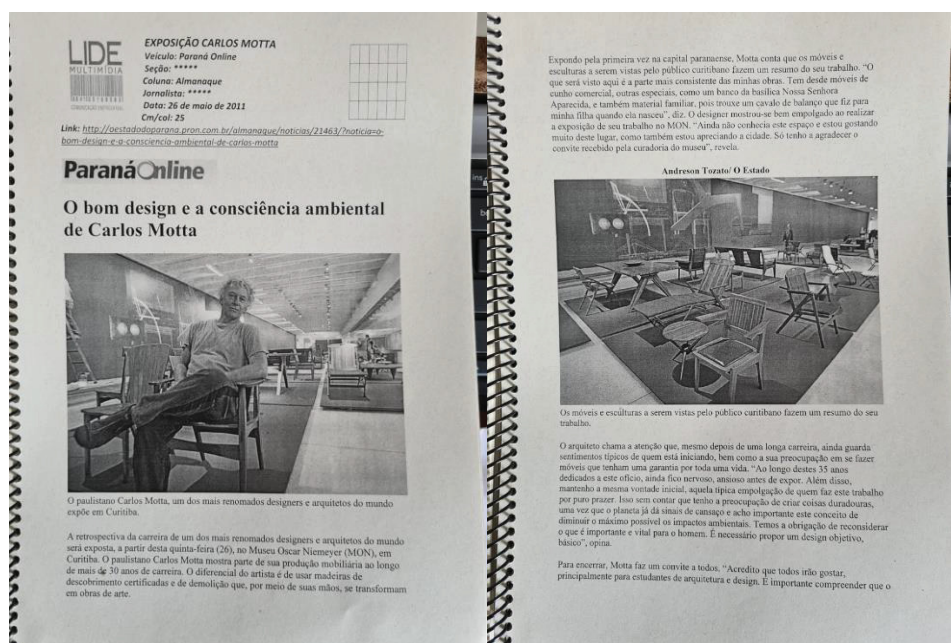 LIDE
MULTIMÍDIA
EXPOSIÇÃO CARLOS MOTTA
Veículo: Paraná Online
Seção: *****
Coluna: Almanaque
Jornalista: *****
Data: 26 de maio de 2011
Cm/col: 25
Link: http://oestadodoparana.pron.com.br/almanaque/noticias/21463/?noticia=o-
bom-design-e-a-consciencia-ambiental-de-carlos-motta
Paraná Online
O bom design e a consciência ambiental
de Carlos Motta
O paulistano Carlos Motta, um dos mais renomados designers e arquitetos do mundo
expõe em Curitiba.
A retrospectiva da carreira de um dos mais renomados designers e arquitetos do mundo
será exposta, a partir desta quinta-feira (26), no Museu Oscar Niemeyer (MON), em
Curitiba. O paulistano Carlos Motta mostra parte de sua produção mobiliária ao longo
de mais de 30 anos de carreira. O diferencial do artista é de usar madeiras de
descobrimento certificadas e de demolição que, por meio de suas mãos, se transformam
em obras de arte.
Expondo pela primeira vez na capital paranaense, Motta conta que os móveis e
esculturas a serem vistas pelo público curitibano fazem um resumo do seu trabalho. “O
que será visto aqui é a parte mais consistente das minhas obras. Tem desde móveis de
cunho comercial, outras especiais, como um banco da basílica Nossa Senhora
Aparecida, e também material familiar, pois trouxe um cavalo de balanço que fiz para
minha filha quando ela nasceu”, diz. O designer mostrou-se bem empolgado ao realizar
a exposição de seu trabalho no MON. “Ainda não conhecia este espaço e estou gostando
muito deste lugar, como também estou apreciando a cidade. Só tenho a agradecer o
convite recebido pela curadoria do museu”, revela.
Andreson Tozato/ O Estado
Os móveis e esculturas a serem vistas pelo público curitibano fazem um resumo do seu
trabalho.
O arquiteto chama a atenção que, mesmo depois de uma longa carreira, ainda guarda
sentimentos típicos de quem está iniciando, bem como a sua preocupação em se fazer
móveis que tenham uma garantia por toda uma vida. “Ao longo destes 35 anos
dedicados a este ofício, ainda fico nervoso, ansioso antes de expor. Além disso,
mantenho a mesma vontade inicial, aquela típica empolgação de quem faz este trabalho
por puro prazer. Isso sem contar que tenho a preocupação de criar coisas duradouras,
uma vez que o planeta já dá sinais de cansaço e acho importante este conceito de
diminuir o máximo possível os impactos ambientais. Temos a obrigação de reconsiderar
o que é importante e vital para o homem. É necessário propor um design objetivo,
básico”, opina.
Para encerrar, Motta faz um convite a todos. “Acredito que todos irão gostar,
principalmente para estudantes de arquitetura e design. É importante compreender que o